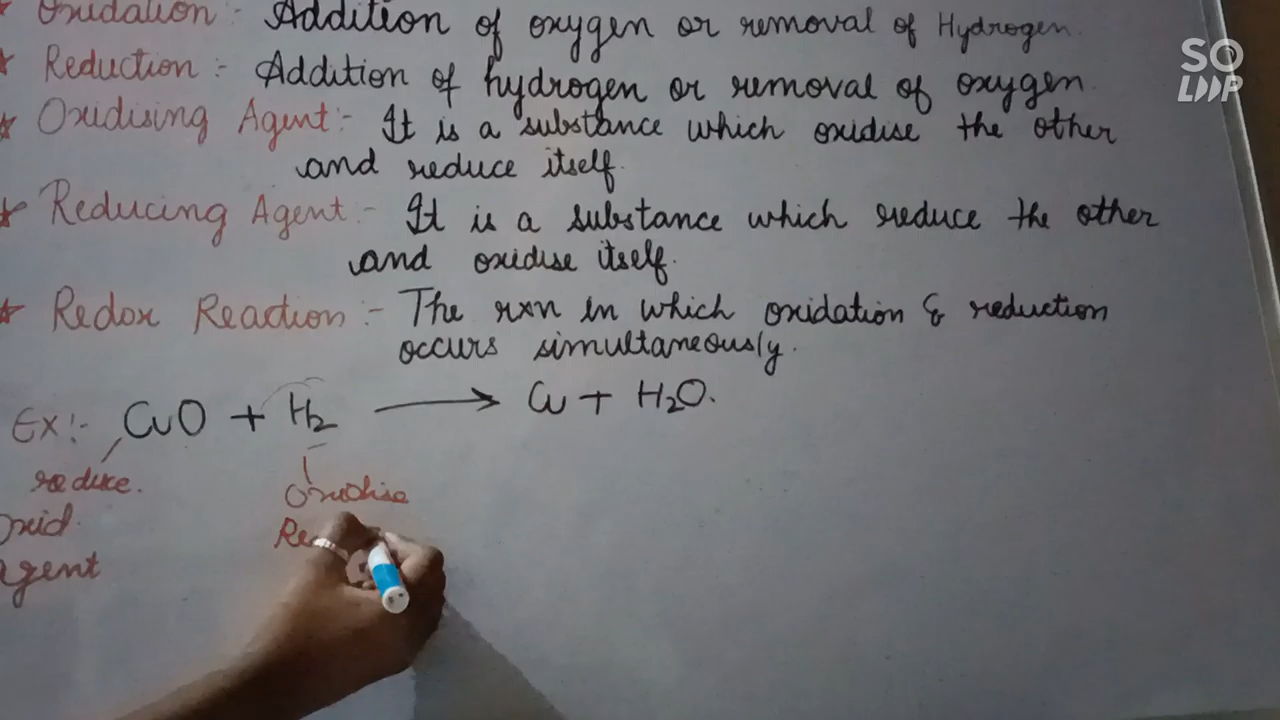 ★ Oxidation :- Addition of oxygen or removal of Hydrogen.
★ Reduction :- Addition of hydrogen or removal of oxygen
★ Oxidising Agent :- It is a substance which oxidise the other
and reduce itself.
★ Reducing Agent :- It is a substance which reduce the other
and oxidise itself.
★ Redox Reaction :- The rxn in which oxidation & reduction
occurs simultaneously.
Ex:- CuO + H₂ ⟶ Cu + H₂O.
reduce. Oxidise
Oxid. Re
Agent
SO
LOOP